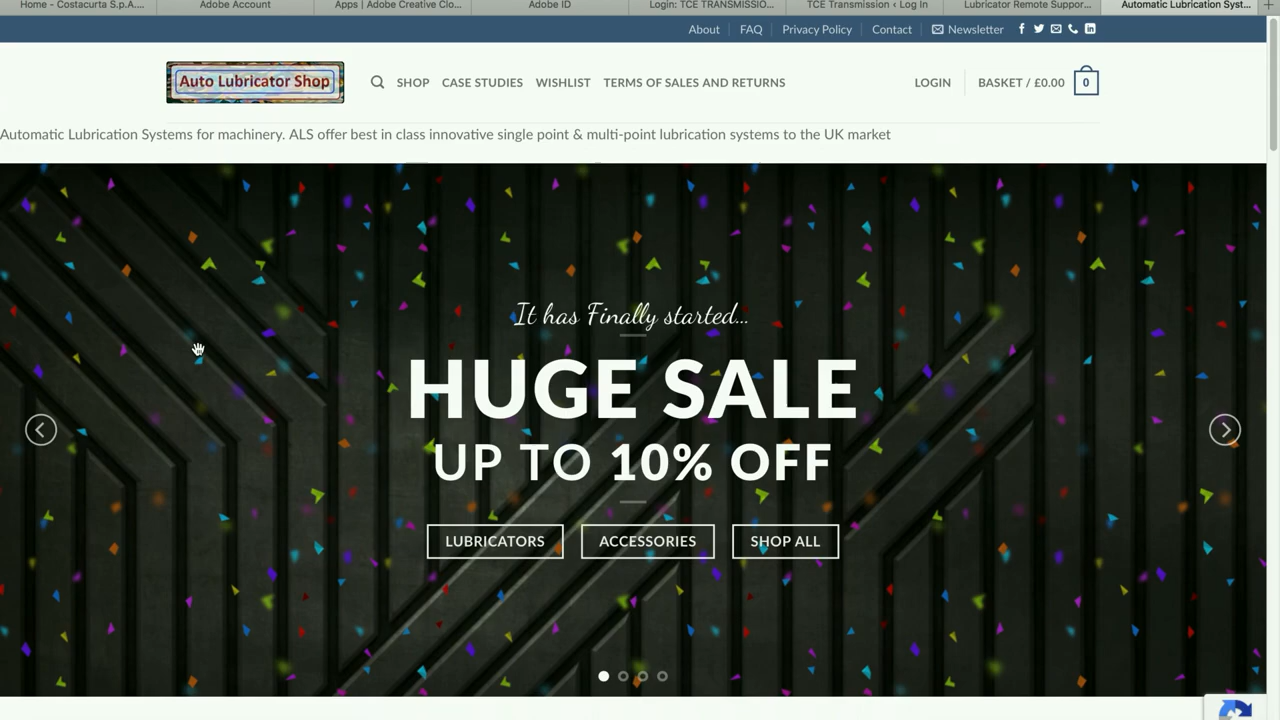 Home - Costacurta S.p.A....
Adobe Account
Apps | Adobe Creative Clo...
Adobe ID
Login: TCE TRANSMISSIO...
TCE Transmission ‹ Log In
Lubricator Remote Suppor...
Automatic Lubrication Syst...
About
FAQ
Privacy Policy
Contact
Newsletter
Auto Lubricator Shop
SHOP
CASE STUDIES
WISHLIST
TERMS OF SALES AND RETURNS
LOGIN
BASKET / £0.00
0
Automatic Lubrication Systems for machinery. ALS offer best in class innovative single point & multi-point lubrication systems to the UK market
It has Finally started...
HUGE SALE
UP TO 10% OFF
LUBRICATORS
ACCESSORIES
SHOP ALL